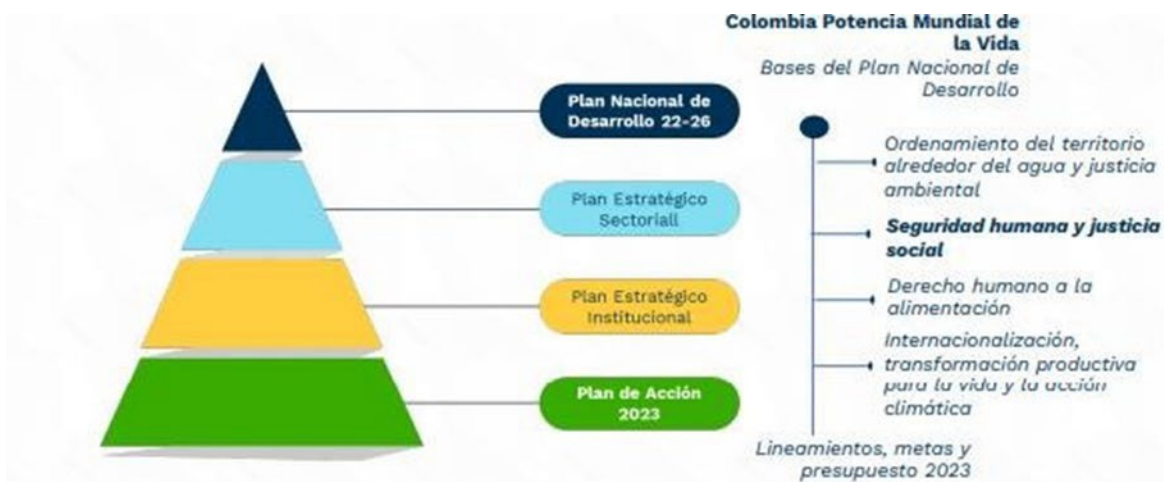 Plan Nacional de
Desarrollo 22-26
Plan Estratégico
Sectoriall
Plan Estratégico
Institucional
Plan de Acción
2023
Colombia Potencia Mundial de
la Vida
Bases del Plan Nacional de
Desarrollo
Ordenamiento del territorio
alrededor del agua y justicia
ambiental
Seguridad humana y justicia
social
Derecho humano a la
alimentación
Internacionalización,
transformación productiva
para la vida y la acción
climática
Lineamientos, metas y
presupuesto 2023